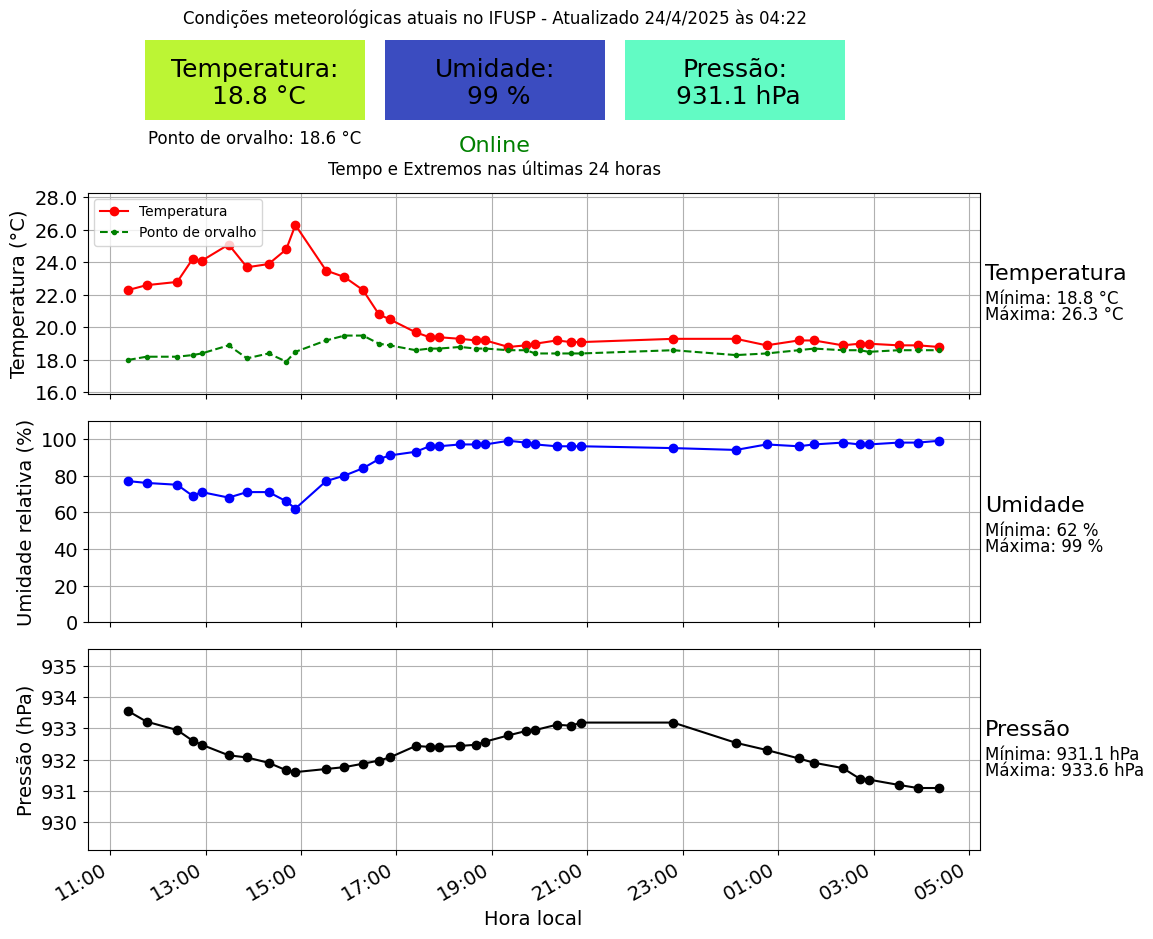 Condições meteorológicas atuais no IFUSP - Atualizado 24/4/2025 às 04:22
Temperatura:
18.8 °C
Umidade:
99 %
Pressão:
931.1 hPa
Ponto de orvalho: 18.6 °C
Online
Tempo e Extremos nas últimas 24 horas
Temperatura (°C)
28.0
26.0
24.0
22.0
20.0
18.0
16.0
Temperatura
Ponto de orvalho
Temperatura
Mínima: 18.8 °C
Máxima: 26.3 °C
Umidade relativa (%)
100
80
60
40
20
0
Umidade
Mínima: 62 %
Máxima: 99 %
Pressão (hPa)
935
934
933
932
931
930
Pressão
Mínima: 931.1 hPa
Máxima: 933.6 hPa
11:00
13:00
15:00
17:00
19:00
21:00
23:00
01:00
03:00
05:00
Hora local